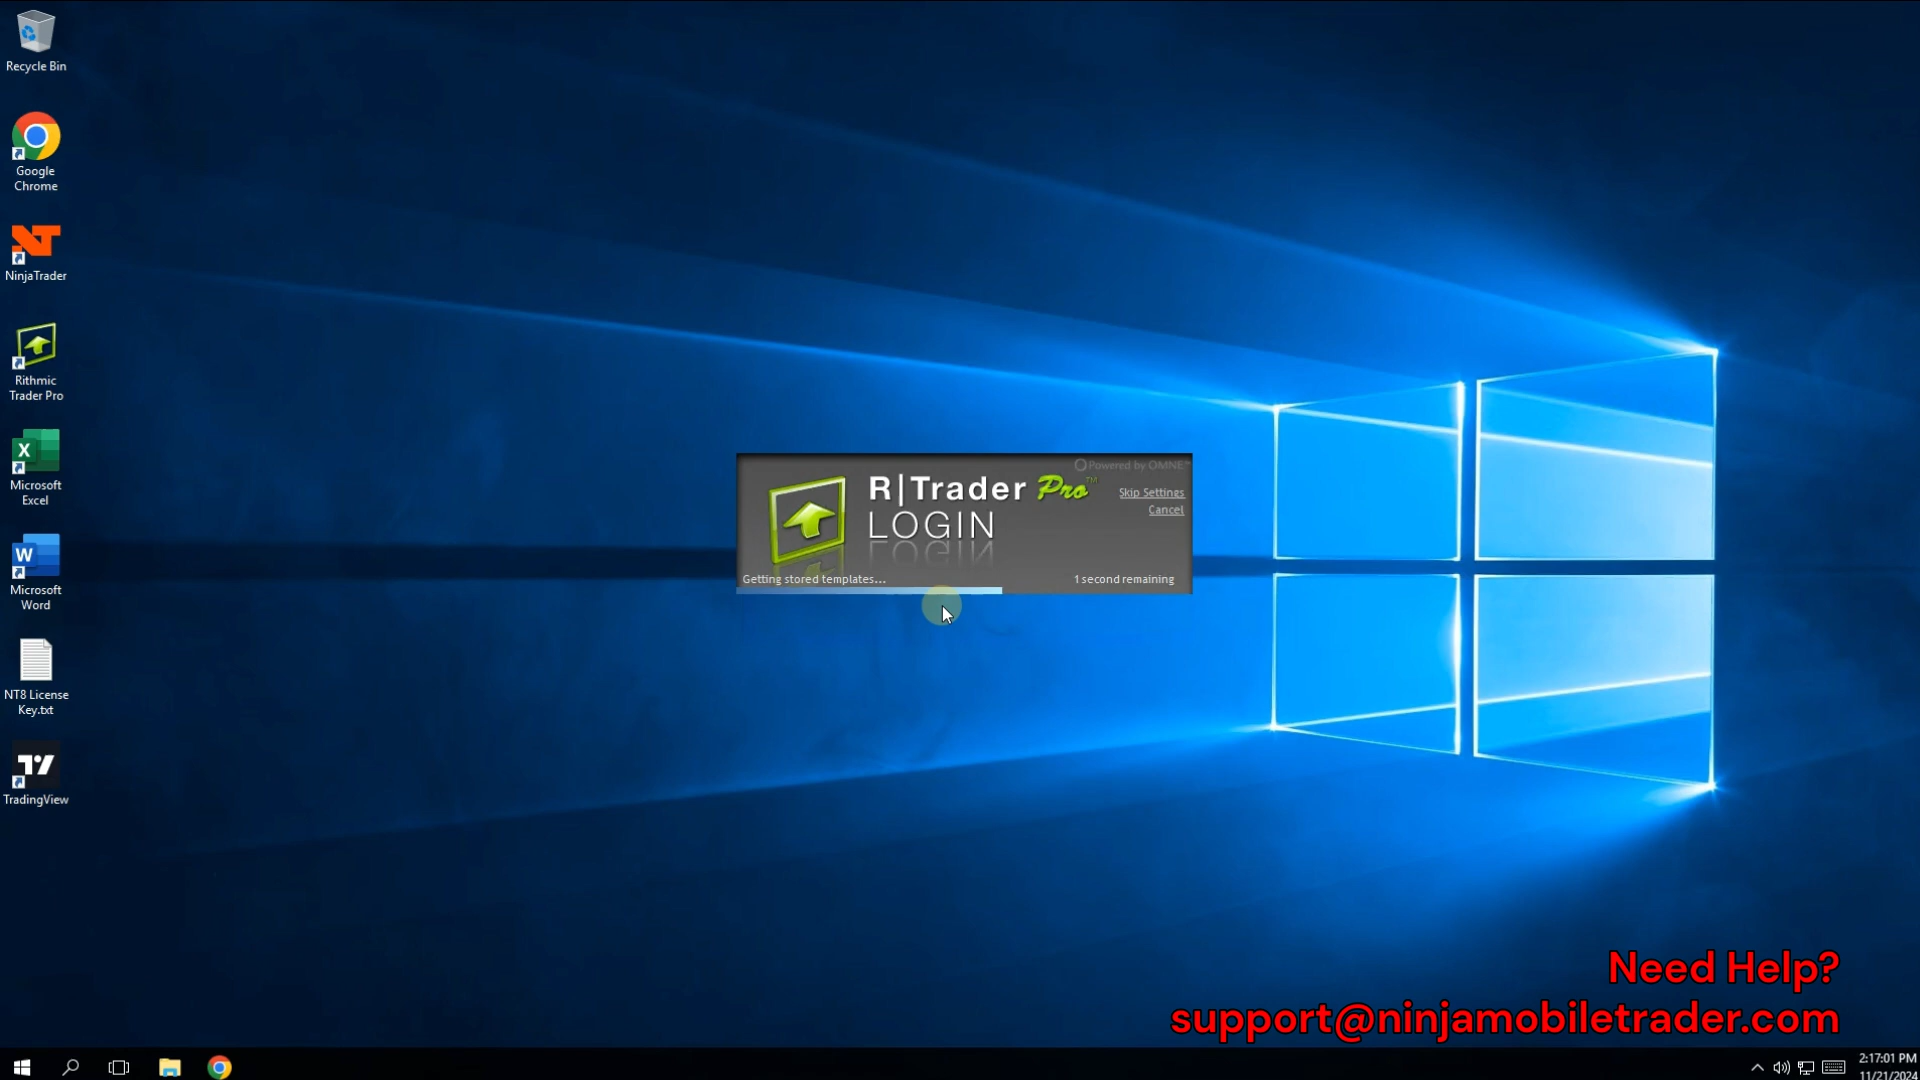 Recycle Bin
Google
Chrome
NinjaTrader
Rithmic
Trader Pro
Microsoft
Excel
Microsoft
Word
NT8 License
Key.txt
TradingView
Powered by OMNE™
R|Trader Pro™
LOGIN
Skip Settings
Cancel
Getting stored templates...
1 second remaining
Need Help?
support@ninjamobiletrader.com
2:17:01 PM
11/21/2024